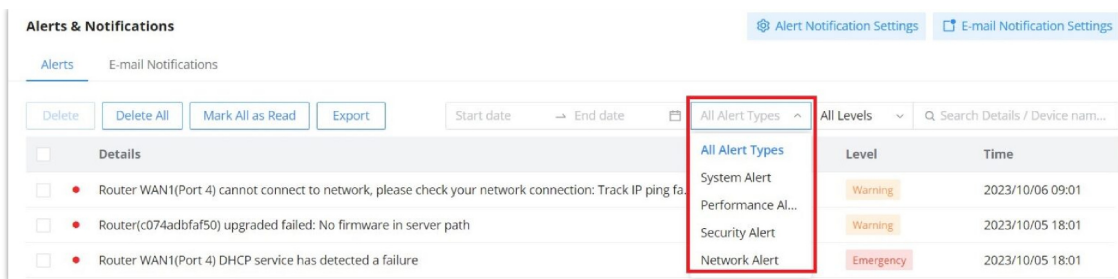 Alerts & Notifications
Alert Notification Settings
E-mail Notification Settings
Alerts
E-mail Notifications
Delete
Delete All
Mark All as Read
Export
Start date → End date
All Alert Types
All Levels
Search Details / Device nam...
Details
Level
Time
All Alert Types
System Alert
Performance Al...
Security Alert
Network Alert
Router WAN1(Port 4) cannot connect to network, please check your network connection: Track IP ping fa...
Warning
2023/10/06 09:01
Router(c074adbfaf50) upgraded failed: No firmware in server path
Warning
2023/10/05 18:01
Router WAN1(Port 4) DHCP service has detected a failure
Emergency
2023/10/05 18:01